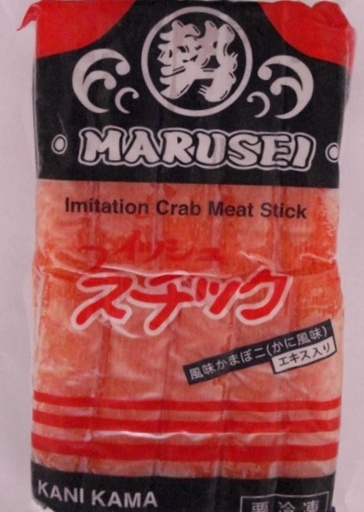 MARUSEI
Imitation Crab Meat Stick
フィッシュ
スチック
風味かまぼこ(かに風味)
エキス入り
KANI KAMA
要冷凍